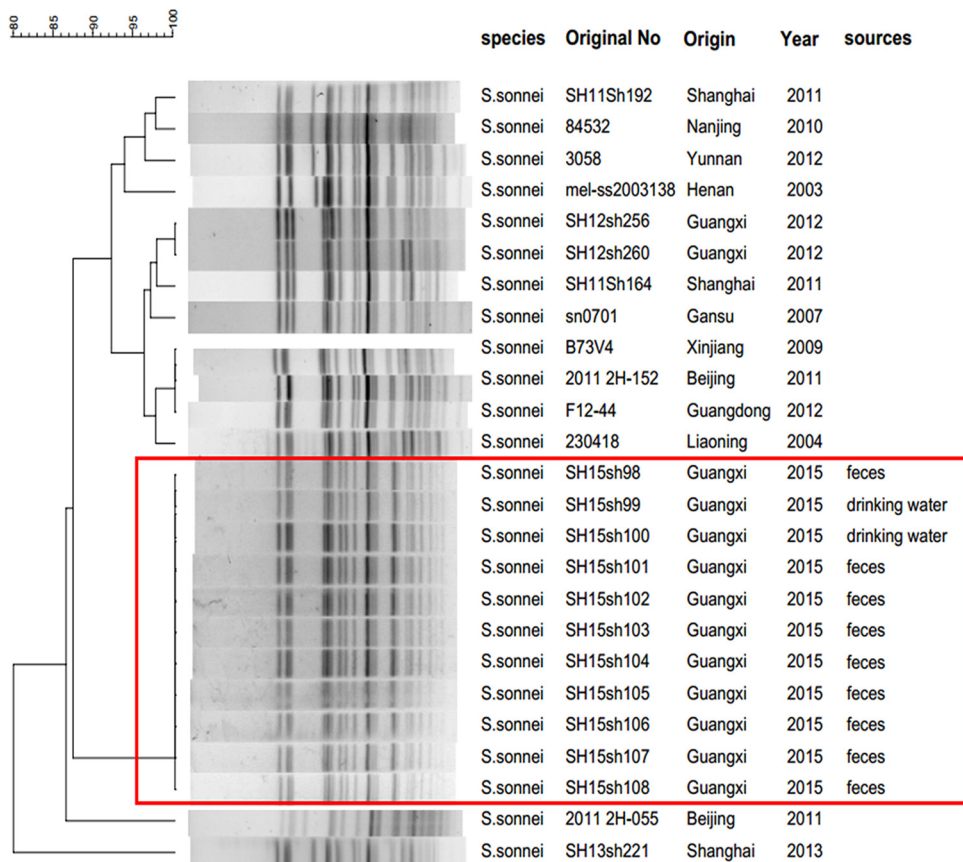 80 85 90 95 100
species Original No Origin Year sources
S.sonnei SH11Sh192 Shanghai 2011
S.sonnei 84532 Nanjing 2010
S.sonnei 3058 Yunnan 2012
S.sonnei mel-ss2003138 Henan 2003
S.sonnei SH12sh256 Guangxi 2012
S.sonnei SH12sh260 Guangxi 2012
S.sonnei SH11Sh164 Shanghai 2011
S.sonnei sn0701 Gansu 2007
S.sonnei B73V4 Xinjiang 2009
S.sonnei 2011 2H-152 Beijing 2011
S.sonnei F12-44 Guangdong 2012
S.sonnei 230418 Liaoning 2004
S.sonnei SH15sh98 Guangxi 2015 feces
S.sonnei SH15sh99 Guangxi 2015 drinking water
S.sonnei SH15sh100 Guangxi 2015 drinking water
S.sonnei SH15sh101 Guangxi 2015 feces
S.sonnei SH15sh102 Guangxi 2015 feces
S.sonnei SH15sh103 Guangxi 2015 feces
S.sonnei SH15sh104 Guangxi 2015 feces
S.sonnei SH15sh105 Guangxi 2015 feces
S.sonnei SH15sh106 Guangxi 2015 feces
S.sonnei SH15sh107 Guangxi 2015 feces
S.sonnei SH15sh108 Guangxi 2015 feces
S.sonnei 2011 2H-055 Beijing 2011
S.sonnei SH13sh221 Shanghai 2013